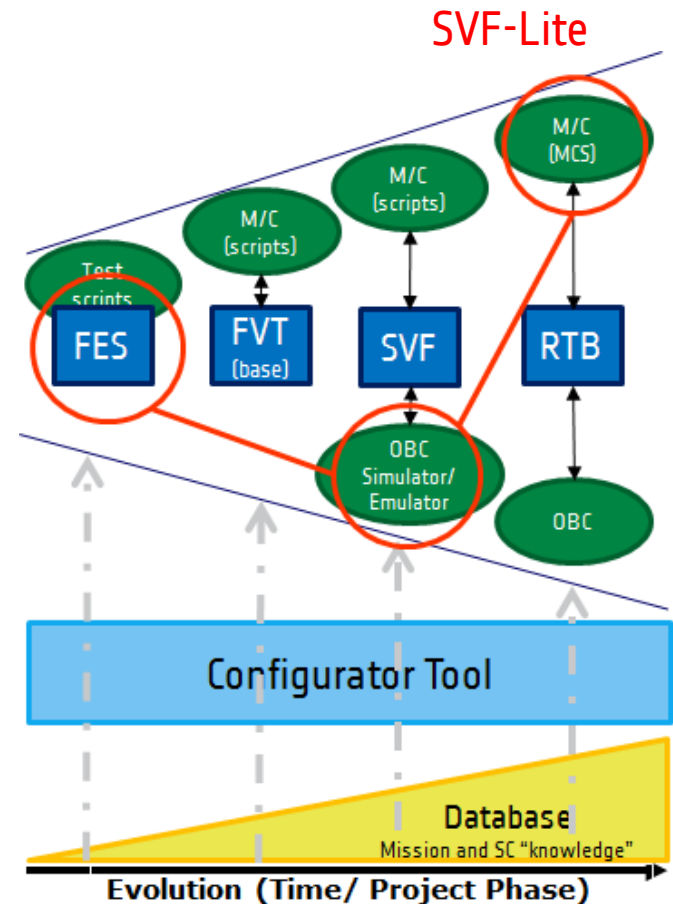 SVF-Lite
M/C
(MCS)
M/C
(scripts)
M/C
(scripts)
Test
scripts
FES
FVT
(base)
SVF
RTB
OBC
Simulator/
Emulator
OBC
Configurator Tool
Database
Mission and SC “knowledge”
Evolution (Time/ Project Phase)